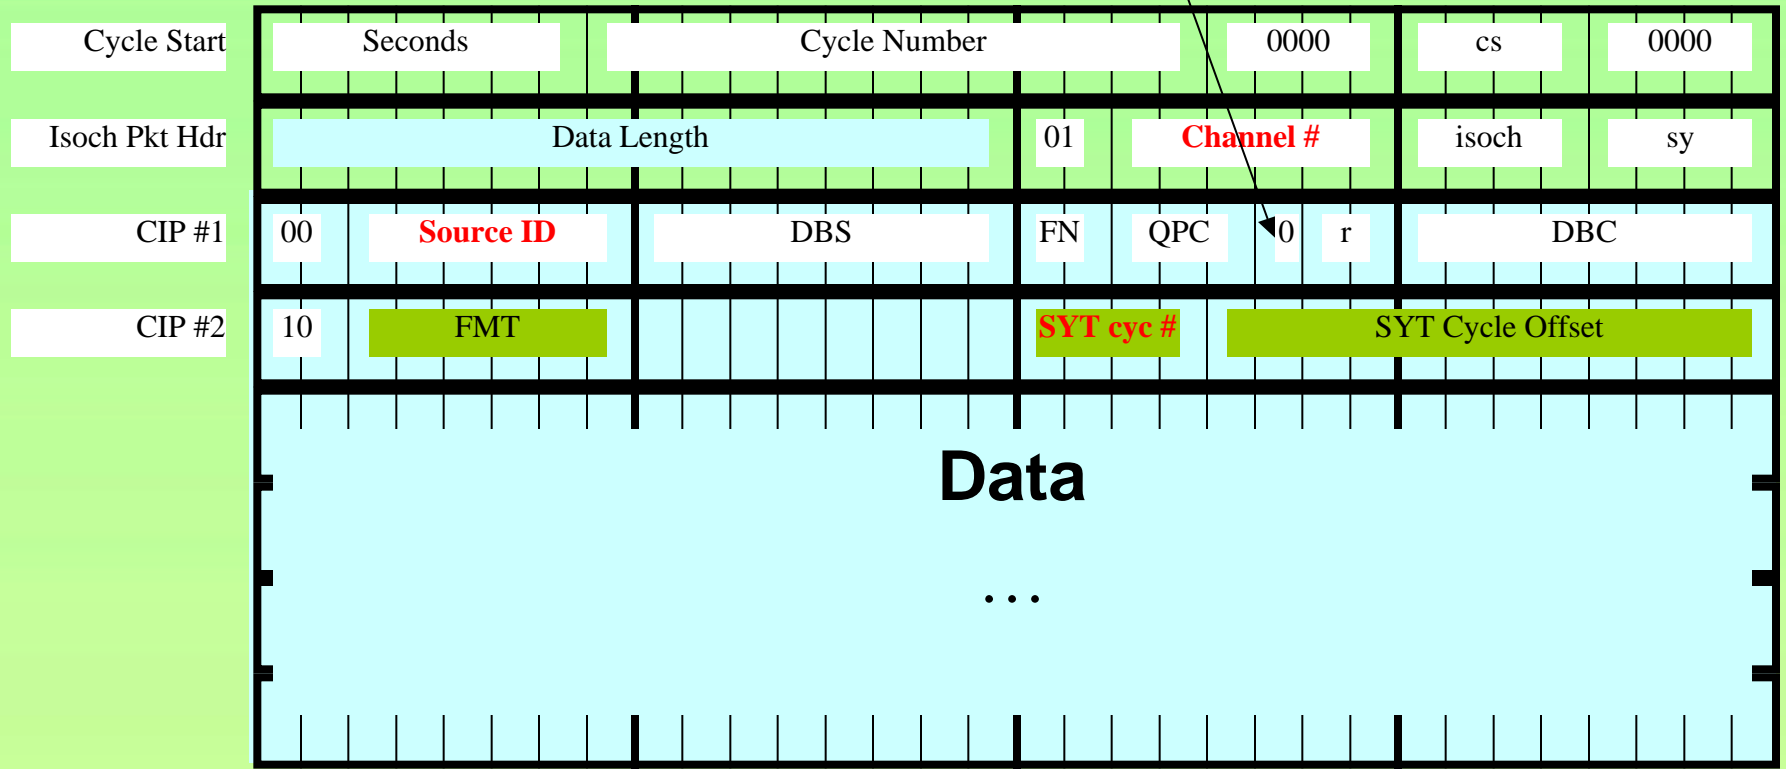 Cycle Start Seconds Cycle Number 0000 cs 0000
Isoch Pkt Hdr Data Length 01 Channel # isoch sy
CIP #1 00 Source ID DBS FN QPC 0 r DBC
CIP #2 10 FMT SYT cyc # SYT Cycle Offset
Data
...